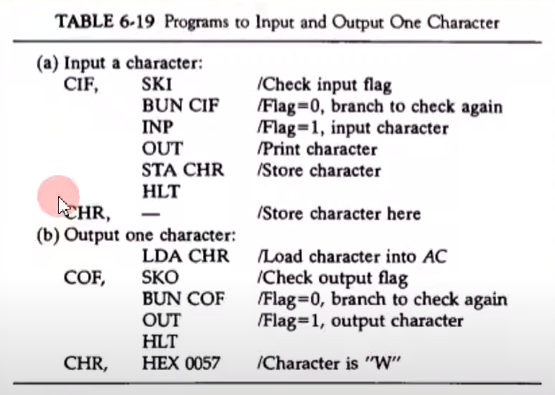 TABLE 6-19 Programs to Input and Output One Character
(a) Input a character:
CIF, SKI /Check input flag
BUN CIF /Flag=0, branch to check again
INP /Flag=1, input character
OUT /Print character
STA CHR /Store character
HLT
CHR, — /Store character here
(b) Output one character:
LDA CHR /Load character into AC
COF, SKO /Check output flag
BUN COF /Flag=0, branch to check again
OUT /Flag=1, output character
HLT
CHR, HEX 0057 /Character is "W"